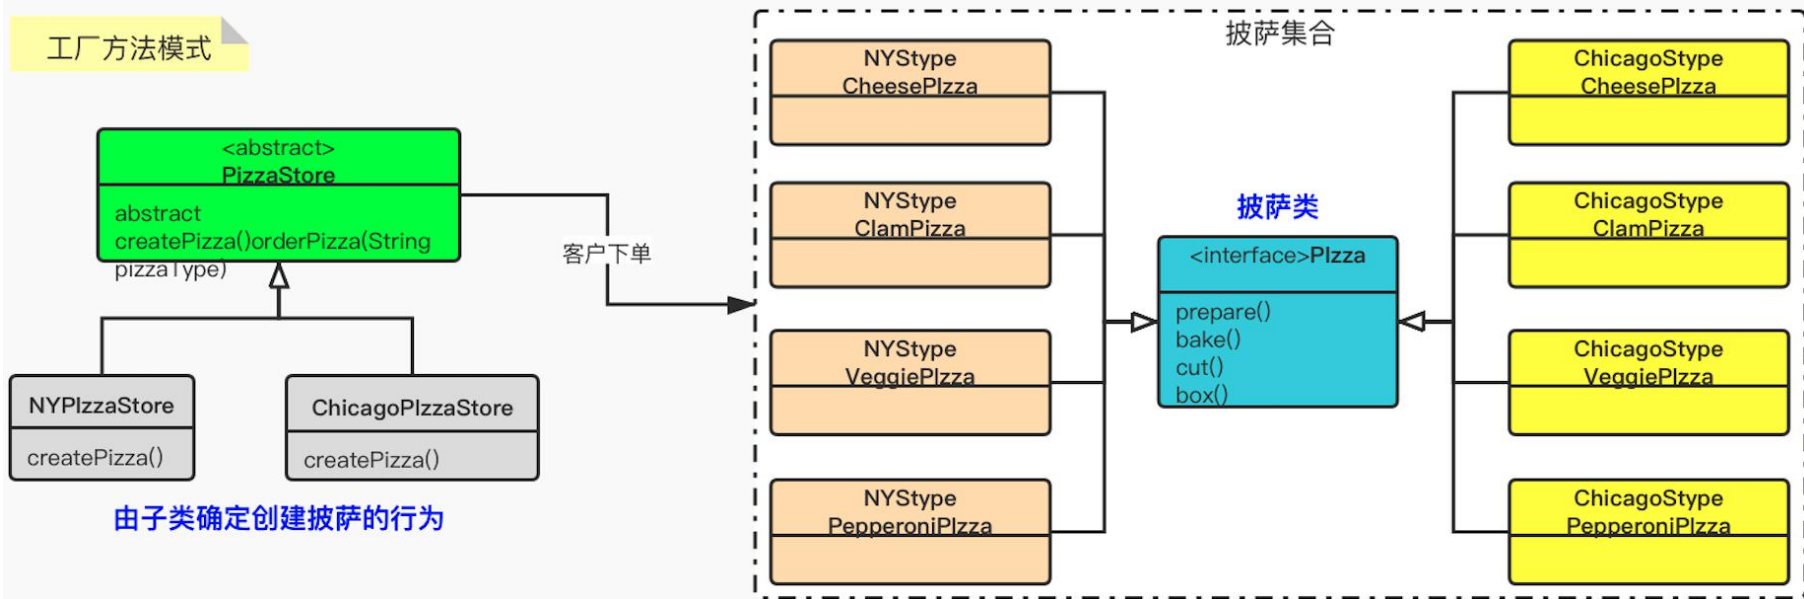 工厂方法模式
<abstract>
PizzaStore
abstract
createPizza()orderPizza(String
pizzaType)
NYPIzzaStore
createPizza()
ChicagoPIzzaStore
createPizza()
由子类确定创建披萨的行为
客户下单
披萨集合
NYStype
CheesePIzza
NYStype
ClamPizza
NYStype
VeggiePIzza
NYStype
PepperoniPIzza
披萨类
<interface>PIzza
prepare()
bake()
cut()
box()
ChicagoStype
CheesePIzza
ChicagoStype
ClamPizza
ChicagoStype
VeggiePIzza
ChicagoStype
PepperoniPIzza